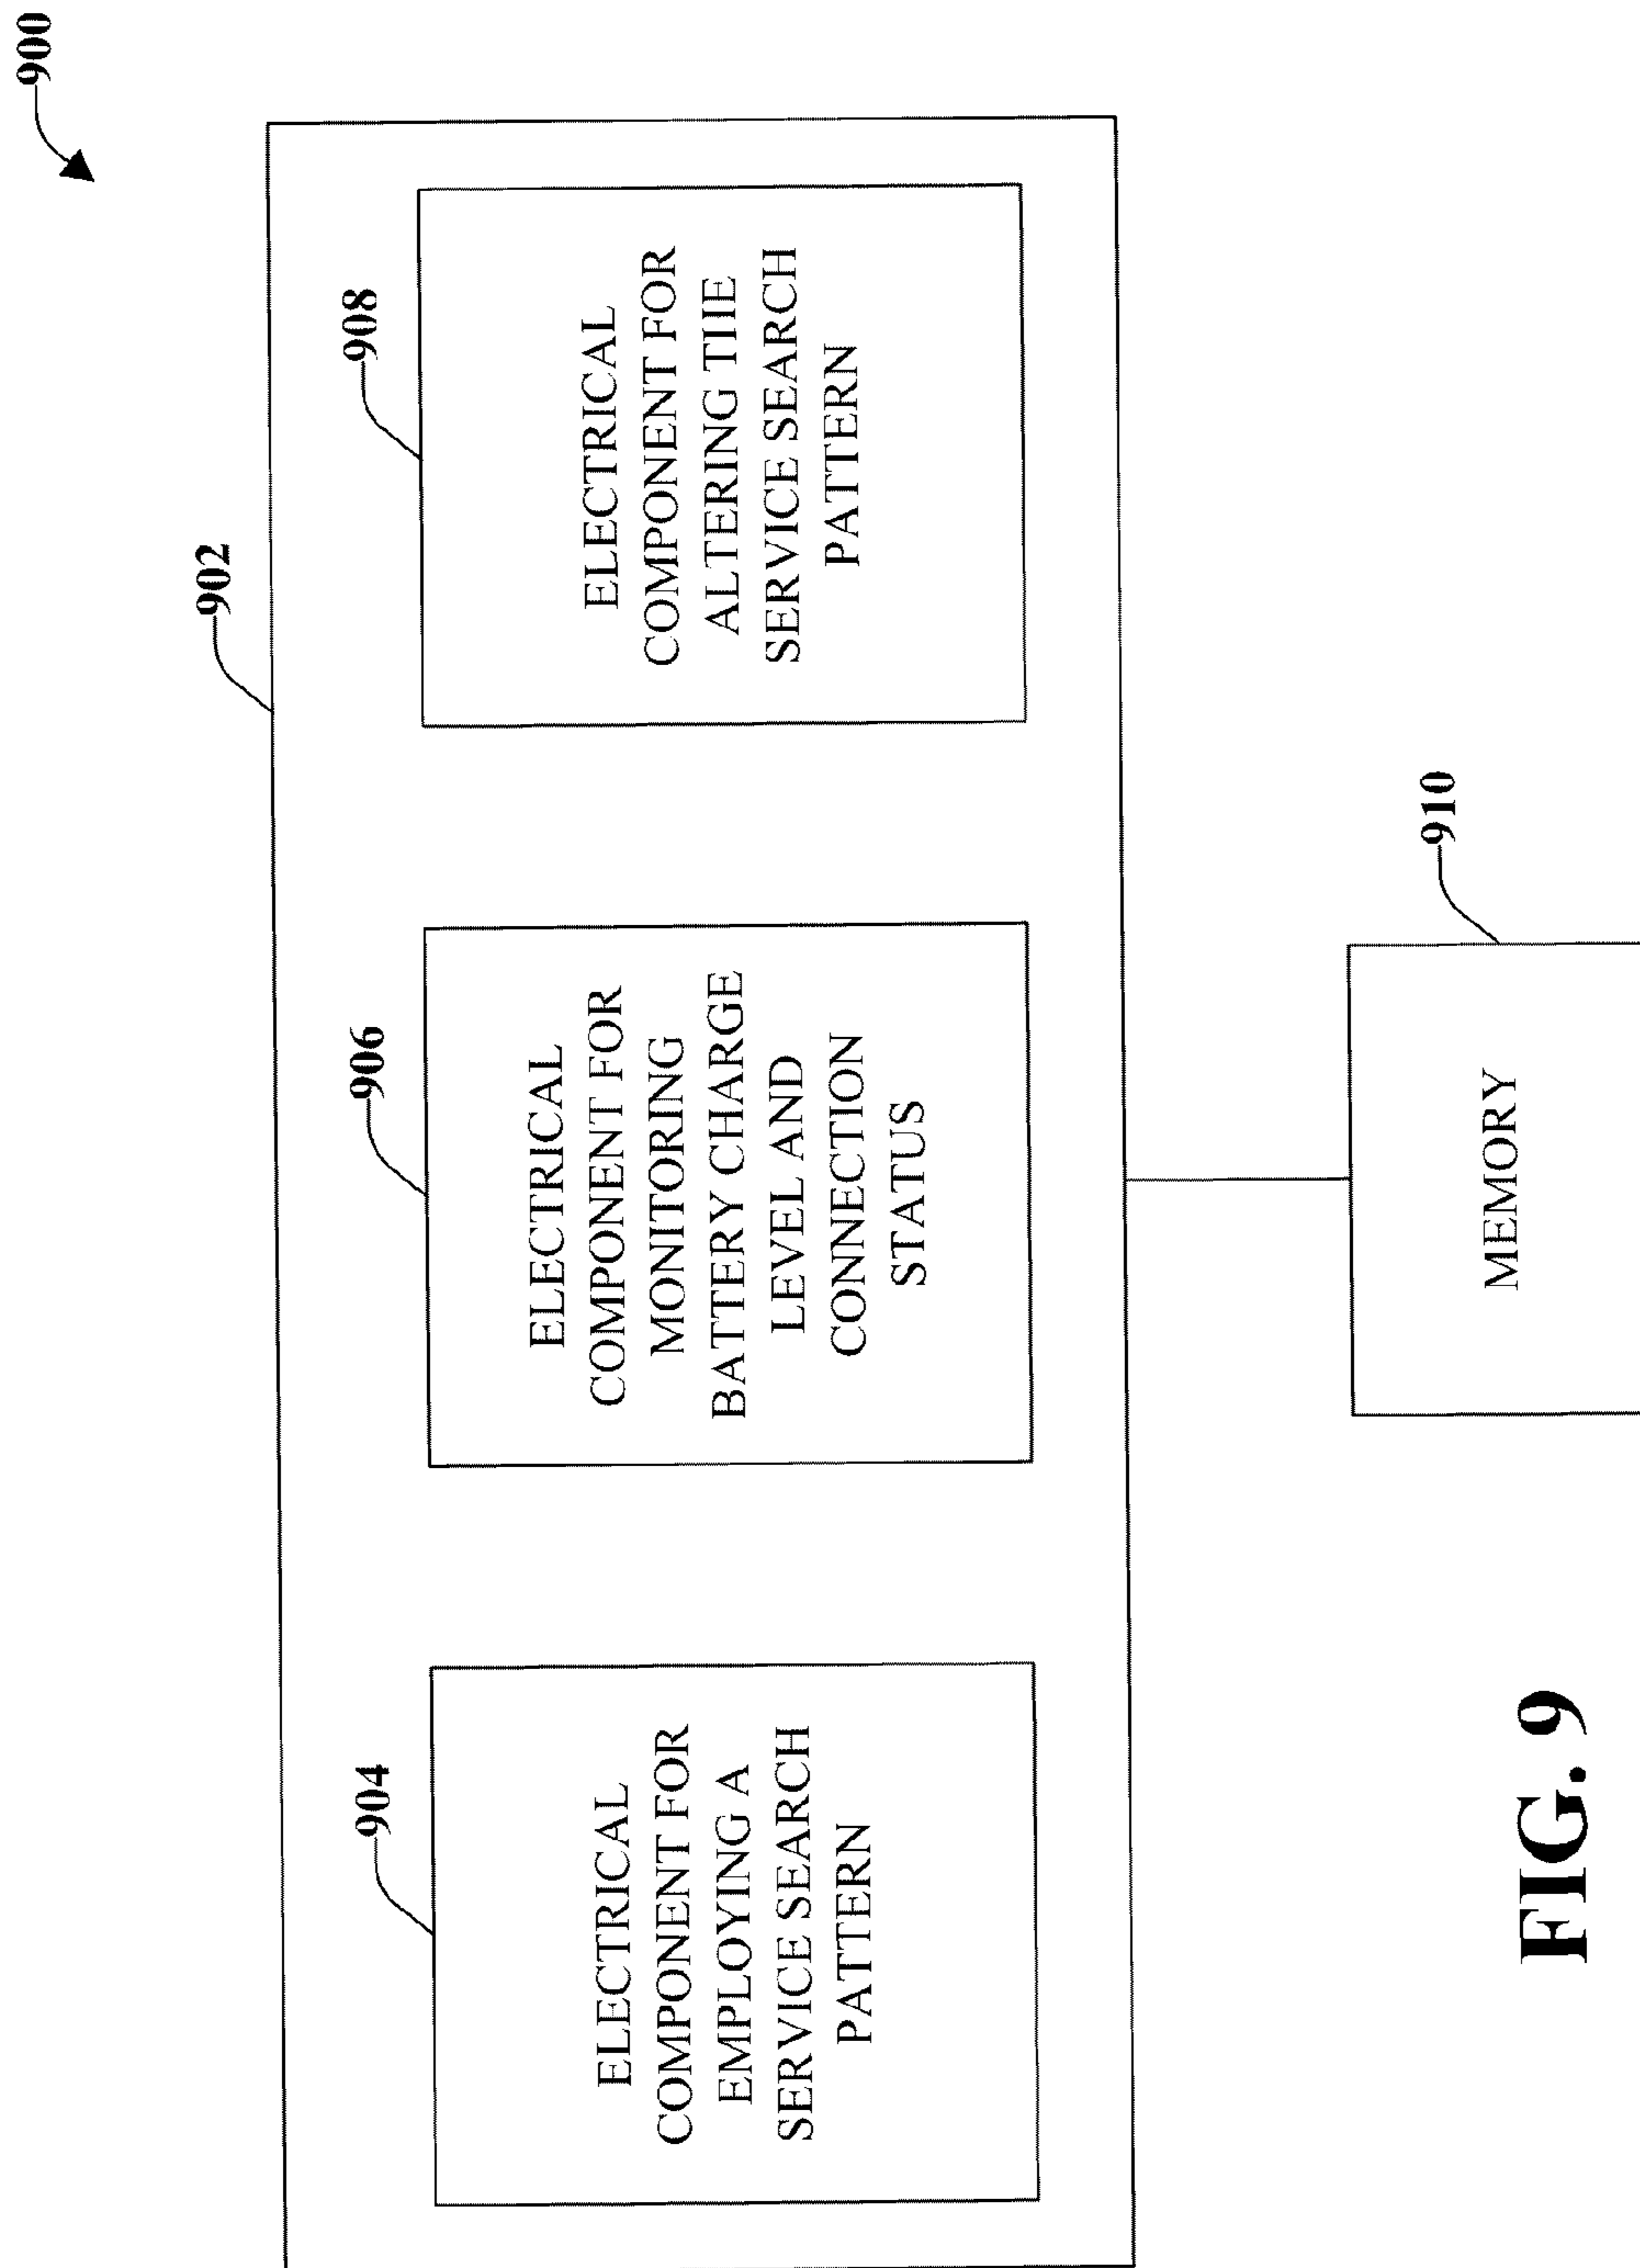 900
902
904
ELECTRICAL
COMPONENT FOR
EMPLOYING A
SERVICE SEARCH
PATTERN
906
ELECTRICAL
COMPONENT FOR
MONITORING
BATTERY CHARGE
LEVEL AND
CONNECTION
STATUS
908
ELECTRICAL
COMPONENT FOR
ALTERING THE
SERVICE SEARCH
PATTERN
910
MEMORY
FIG. 9